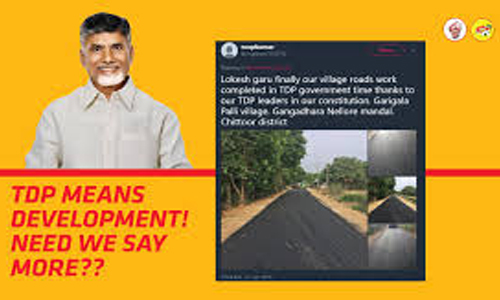 Lokesh garu finally our village roads work
completed in TDP government time thanks to
our TDP leaders in our constitution. Garigala
Palli village. Gangadhara Nellore mandal.
Chittoor district
TDP MEANS
DEVELOPMENT!
NEED WE SAY
MORE??